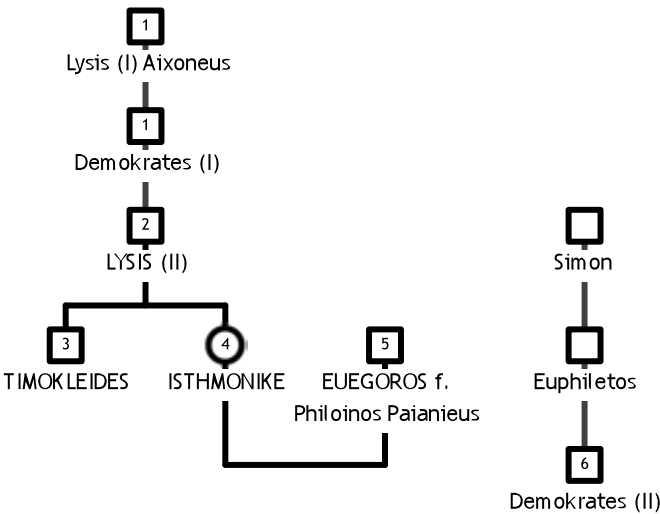 1
Lysis (I) Aixoneus
1
Demokrates (I)
2
LYSIS (II)
Simon
3
4
5
TIMOKLEIDES
ISTHMONIKE
EUEGOROS f.
Philoinos Paianieus
Euphiletos
6
Demokrates (II)